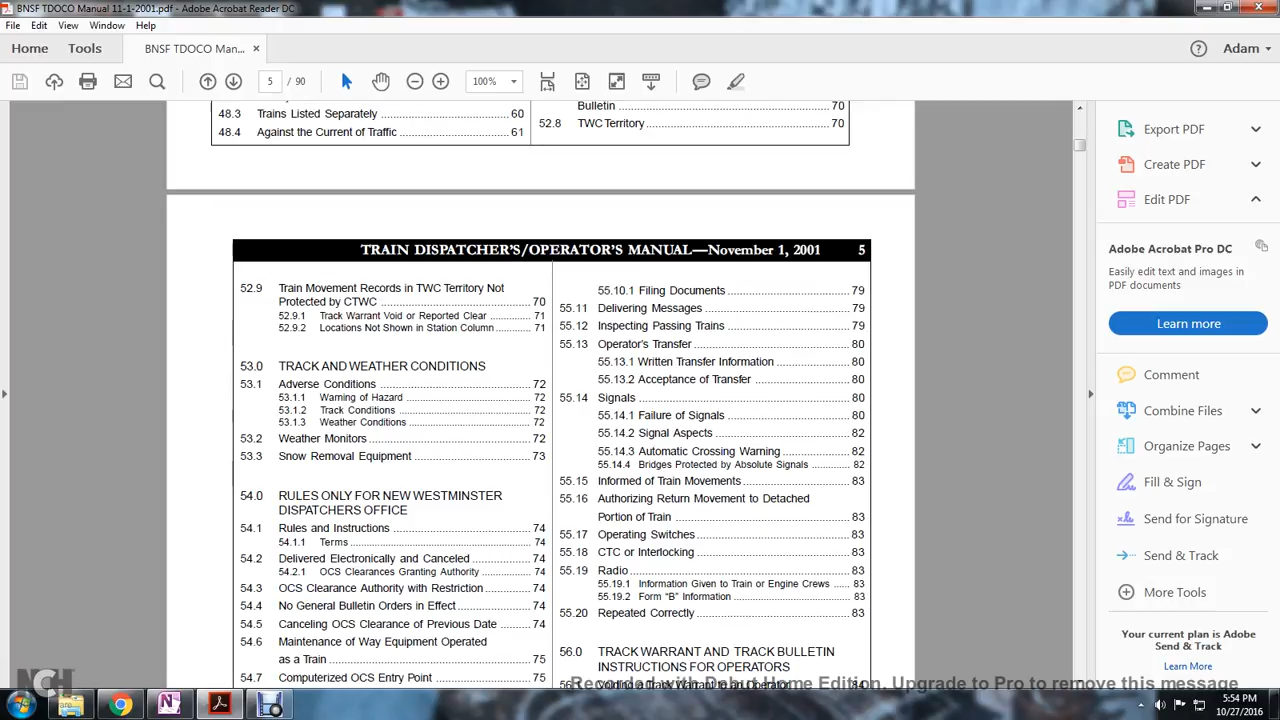 BNSF TDOCO Manual 11-1-2001.pdf - Adobe Acrobat Reader DC
File Edit View Window Help
Home Tools BNSF TDOCO Man... × Adam
5 / 90 100%
48.3 Trains Listed Separately 60
48.4 Against the Current of Traffic 61
Bulletin 70
52.8 TWC Territory 70
TRAIN DISPATCHER'S/OPERATOR'S MANUAL—November 1, 2001 5
52.9 Train Movement Records in TWC Territory Not
Protected by CTWC 70
52.9.1 Track Warrant Void or Reported Clear 71
52.9.2 Locations Not Shown in Station Column 71
53.0 TRACK AND WEATHER CONDITIONS
53.1 Adverse Conditions 72
53.1.1 Warning of Hazard 72
53.1.2 Track Conditions 72
53.1.3 Weather Conditions 72
53.2 Weather Monitors 72
53.3 Snow Removal Equipment 73
54.0 RULES ONLY FOR NEW WESTMINSTER
DISPATCHERS OFFICE
54.1 Rules and Instructions 74
54.1.1 Terms 74
54.2 Delivered Electronically and Canceled 74
54.2.1 OCS Clearances Granting Authority 74
54.3 OCS Clearance Authority with Restriction 74
54.4 No General Bulletin Orders in Effect 74
54.5 Canceling OCS Clearance of Previous Date 74
54.6 Maintenance of Way Equipment Operated
as a Train 75
54.7 Computerized OCS Entry Point 75
55.10.1 Filing Documents 79
55.11 Delivering Messages 79
55.12 Inspecting Passing Trains 79
55.13 Operator's Transfer 80
55.13.1 Written Transfer Information 80
55.13.2 Acceptance of Transfer 80
55.14 Signals 80
55.14.1 Failure of Signals 80
55.14.2 Signal Aspects 82
55.14.3 Automatic Crossing Warning 82
55.14.4 Bridges Protected by Absolute Signals 82
55.15 Informed of Train Movements 83
55.16 Authorizing Return Movement to Detached
Portion of Train 83
55.17 Operating Switches 83
55.18 CTC or Interlocking 83
55.19 Radio 83
55.19.1 Information Given to Train or Engine Crews 83
55.19.2 Form "B" Information 83
55.20 Repeated Correctly 83
56.0 TRACK WARRANT AND TRACK BULLETIN
INSTRUCTIONS FOR OPERATORS
Export PDF
Create PDF
Edit PDF
Adobe Acrobat Pro DC
Easily edit text and images in
PDF documents
Learn more
Comment
Combine Files
Organize Pages
Fill & Sign
Send for Signature
Send & Track
More Tools
Your current plan is Adobe
Send & Track
Learn More
NCH
Recorded with Debut Home Edition. Upgrade to Pro to remove this message
5:54 PM
10/27/2016